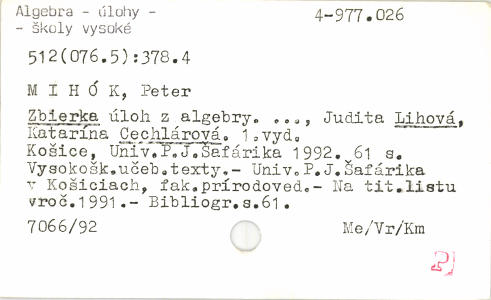 Algebra - úlohy -
- školy vysoké
4-977.026
512(076.5):378.4
M I H Ó K, Peter
Zbierka úloh z algebry. ..., Judita Lihová,
Katarína Cechlárová. 1.vyd.
Košice, Univ.P.J.Šafárika 1992. 61 s.
Vysokošk.učeb.texty.- Univ.P.J.Šafárika
v Košiciach, fak.prírodoved.- Na tit.listu
vroč.1991.- Bibliogr.s.61.
7066/92
Me/Vr/Km